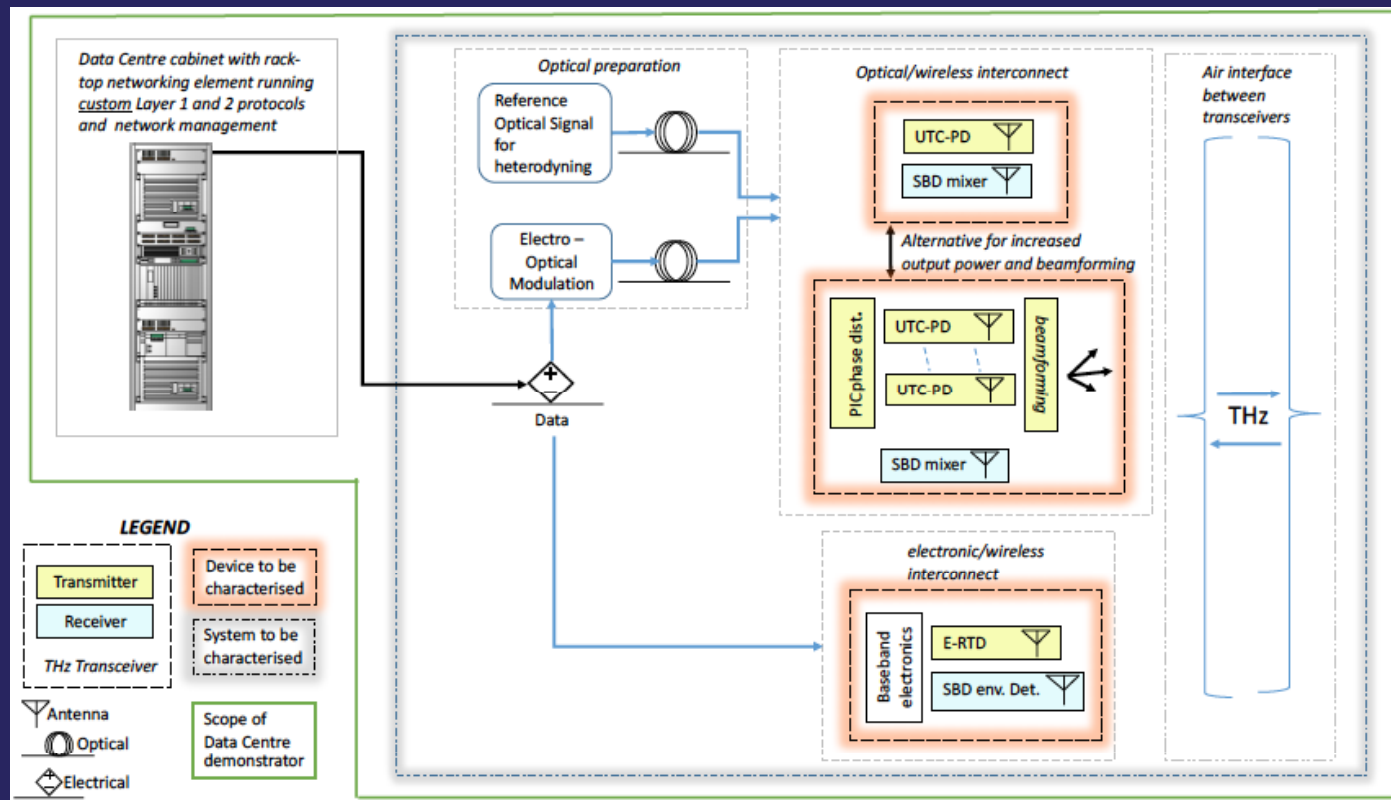 Data Centre cabinet with rack-
top networking element running
custom Layer 1 and 2 protocols
and network management
Optical preparation
Reference
Optical Signal
for
heterodyning
Electro –
Optical
Modulation
Data
Optical/wireless interconnect
UTC-PD
SBD mixer
Alternative for increased
output power and beamforming
PICphase dist.
UTC-PD
UTC-PD
beamforming
SBD mixer
electronic/wireless
interconnect
Baseband
electronics
E-RTD
SBD env. Det.
Air interface
between
transceivers
THz
LEGEND
Transmitter
Receiver
THz Transceiver
Device to be
characterised
System to be
characterised
Antenna
Optical
Electrical
Scope of
Data Centre
demonstrator